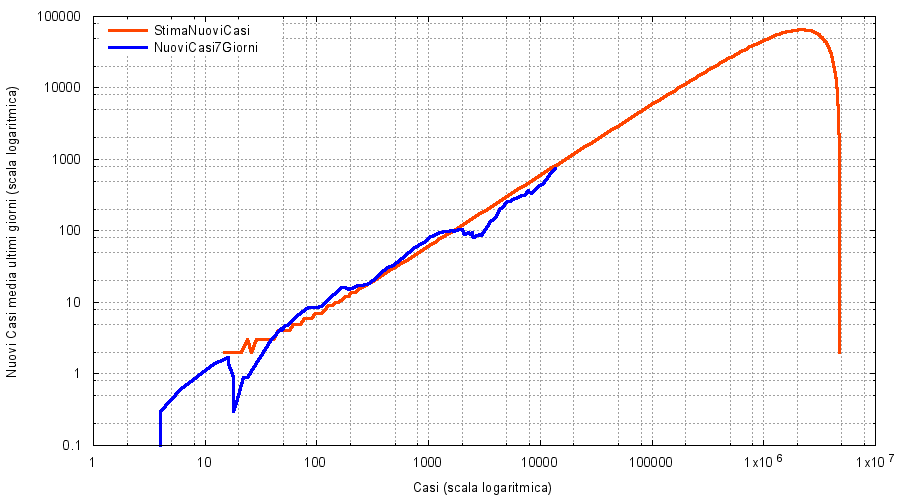 100000
StimaNuoviCasi
NuoviCasi7Giorni
10000
1000
100
10
1
0.1
Nuovi Casi media ultimi giorni (scala logaritmica)
1 10 100 1000 10000 100000 1x10 6 1x10 7
Casi (scala logaritmica)